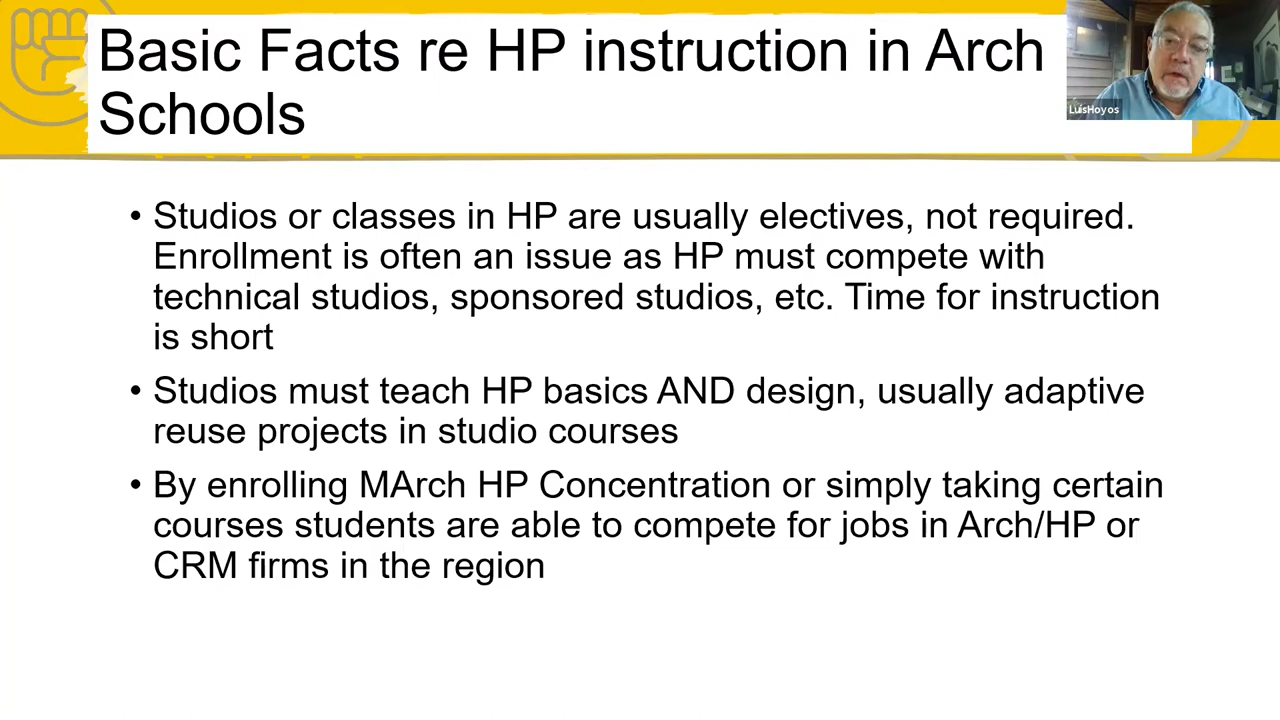 Basic Facts re HP instruction in Arch
Schools
LuisHoyos
• Studios or classes in HP are usually electives, not required.
Enrollment is often an issue as HP must compete with
technical studios, sponsored studios, etc. Time for instruction
is short
• Studios must teach HP basics AND design, usually adaptive
reuse projects in studio courses
• By enrolling MArch HP Concentration or simply taking certain
courses students are able to compete for jobs in Arch/HP or
CRM firms in the region